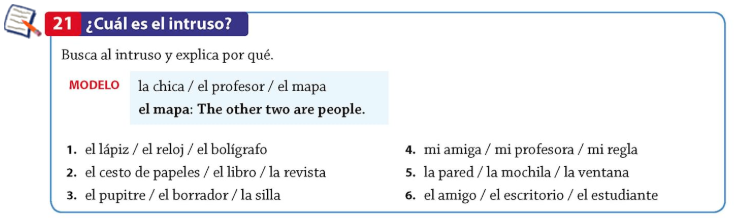 21 ¿Cuál es el intruso?
Busca al intruso y explica por qué.
MODELO la chica / el profesor / el mapa
el mapa: The other two are people.
1. el lápiz / el reloj / el bolígrafo
2. el cesto de papeles / el libro / la revista
3. el pupitre / el borrador / la silla
4. mi amiga / mi profesora / mi regla
5. la pared / la mochila / la ventana
6. el amigo / el escritorio / el estudiante